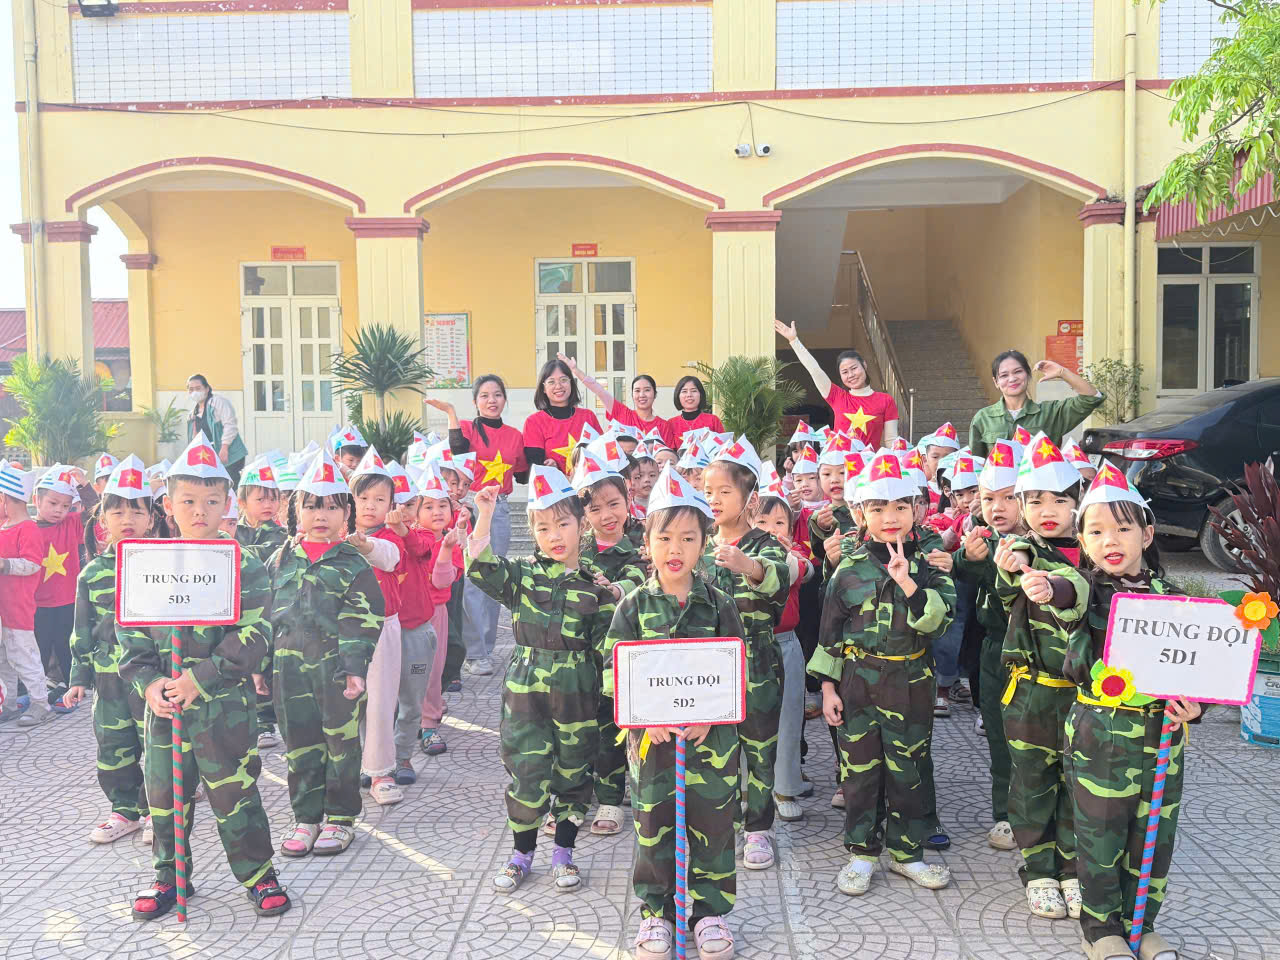 TRUNG ĐỘI
5D3
TRUNG ĐỘI
5D2
TRUNG ĐỘI
5D1